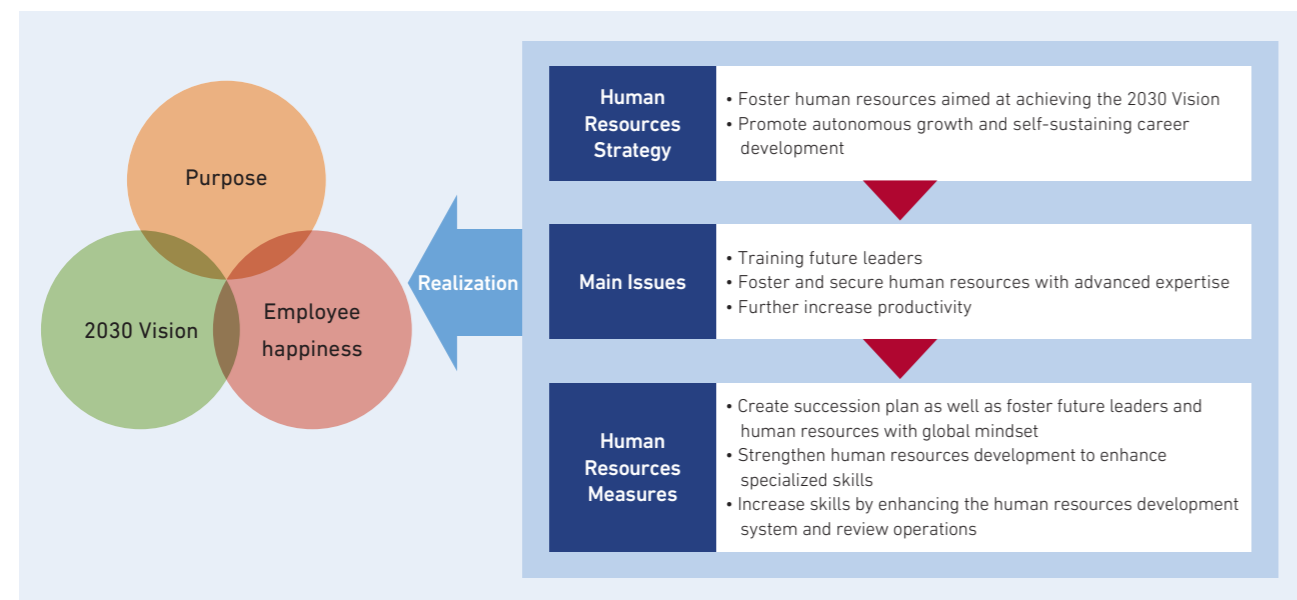 Purpose
2030 Vision
Employee
happiness
Realization
Human
Resources
Strategy
• Foster human resources aimed at achieving the 2030 Vision
• Promote autonomous growth and self-sustaining career
development
Main Issues
• Training future leaders
• Foster and secure human resources with advanced expertise
• Further increase productivity
Human
Resources
Measures
• Create succession plan as well as foster future leaders and
human resources with global mindset
• Strengthen human resources development to enhance
specialized skills
• Increase skills by enhancing the human resources development
system and review operations